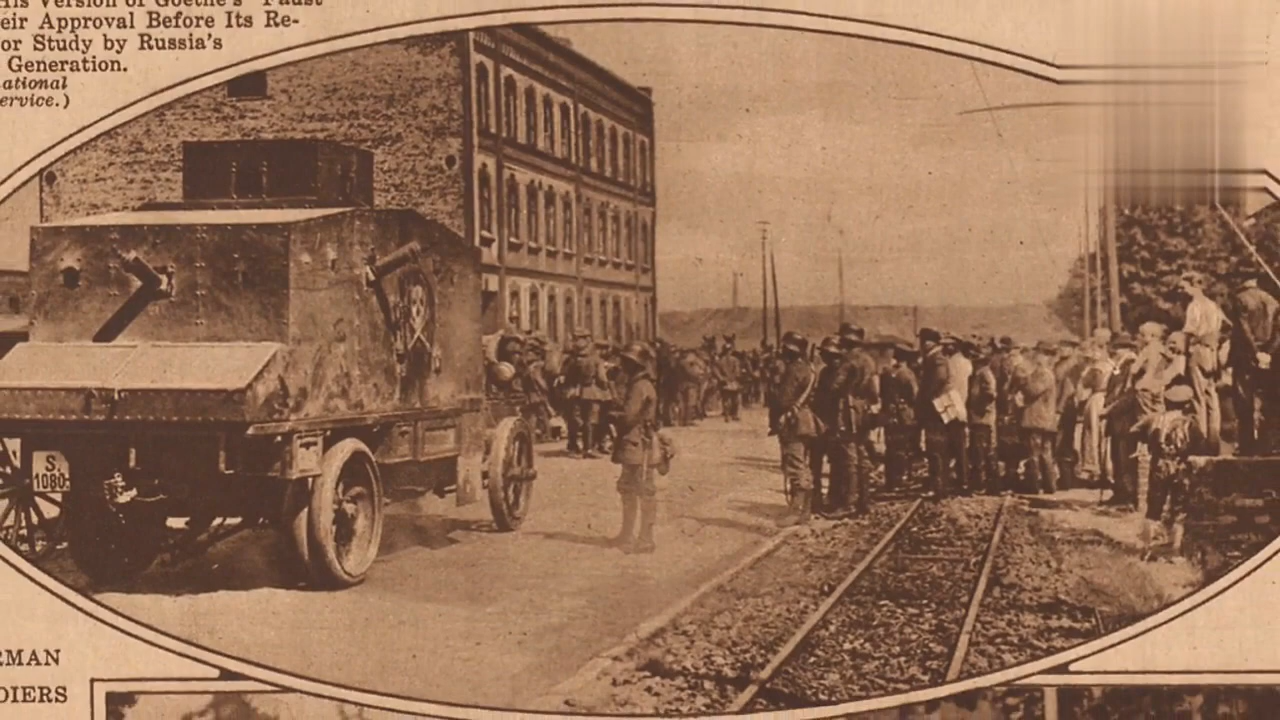 His Version of Goethe's "Faust
eir Approval Before Its Re-
or Study by Russia's
Generation.
ational
ervice.)
S.
1080
RMAN
DIERS